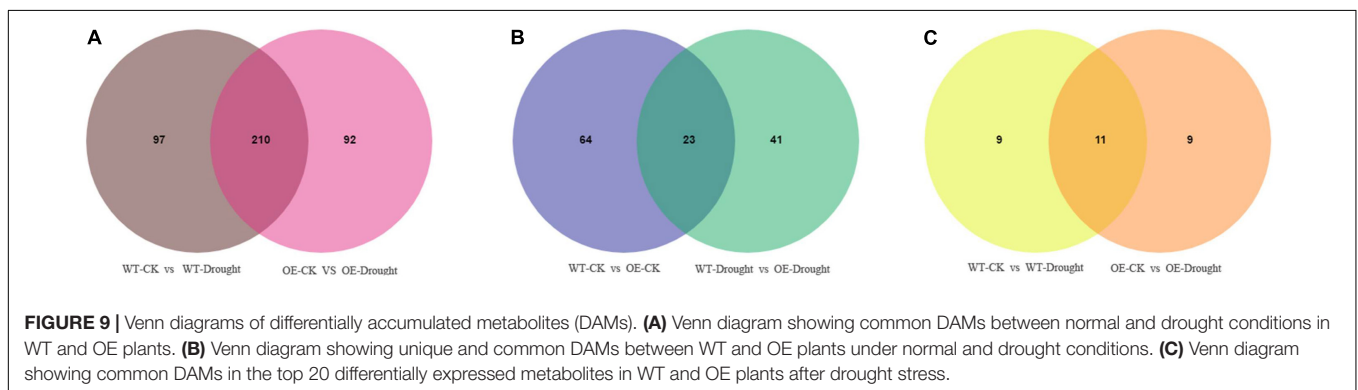 A B C
97 210 92 64 23 41 9 11 9
WT-CK vs WT-Drought OE-CK VS OE-Drought WT-CK vs OE-CK WT-Drought vs OE-Drought WT-CK vs WT-Drought OE-CK vs OE-Drought
FIGURE 9 | Venn diagrams of differentially accumulated metabolites (DAMs). (A) Venn diagram showing common DAMs between normal and drought conditions in
WT and OE plants. (B) Venn diagram showing unique and common DAMs between WT and OE plants under normal and drought conditions. (C) Venn diagram
showing common DAMs in the top 20 differentially expressed metabolites in WT and OE plants after drought stress.